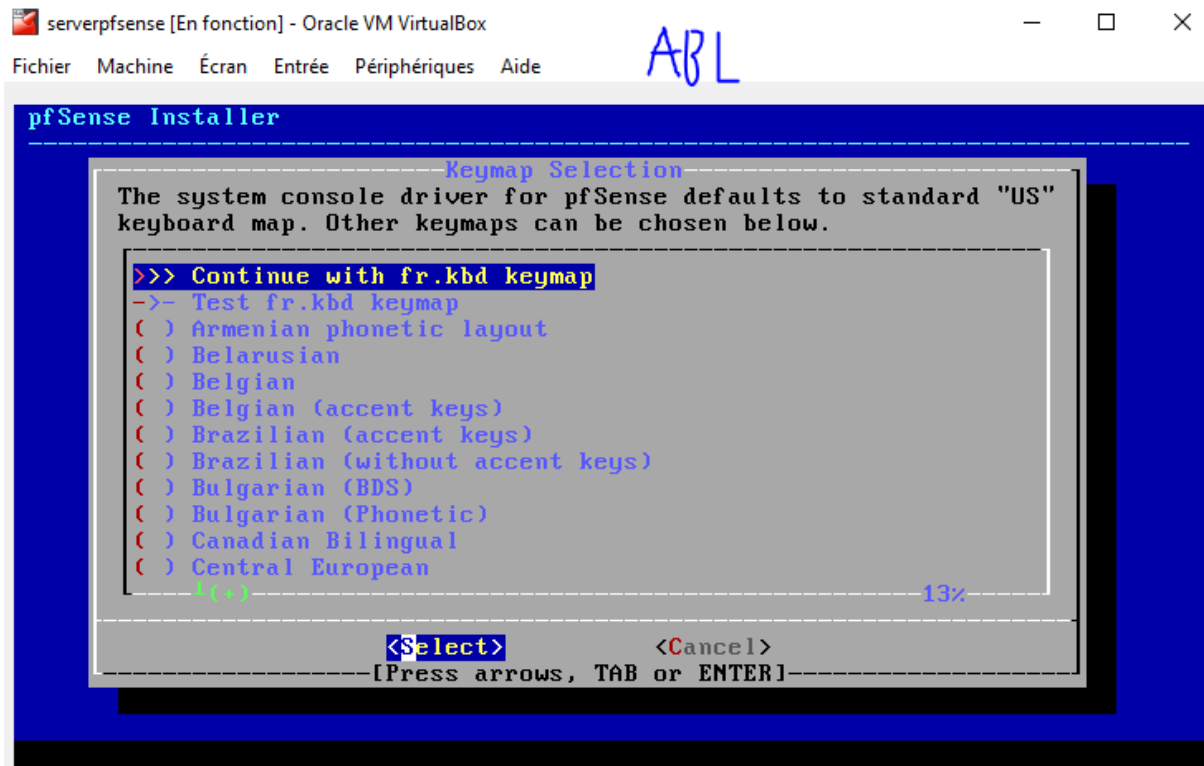 serverpfsense [En fonction] - Oracle VM VirtualBox
ABL
Fichier Machine Écran Entrée Périphériques Aide
pfSense Installer
Keymap Selection
The system console driver for pfSense defaults to standard "US"
keyboard map. Other keymaps can be chosen below.
>>> Continue with fr.kbd keymap
->- Test fr.kbd keymap
( ) Armenian phonetic layout
( ) Belarusian
( ) Belgian
( ) Belgian (accent keys)
( ) Brazilian (accent keys)
( ) Brazilian (without accent keys)
( ) Bulgarian (BDS)
( ) Bulgarian (Phonetic)
( ) Canadian Bilingual
( ) Central European
┴(+) 13%
<Select> <Cancel>
[Press arrows, TAB or ENTER]